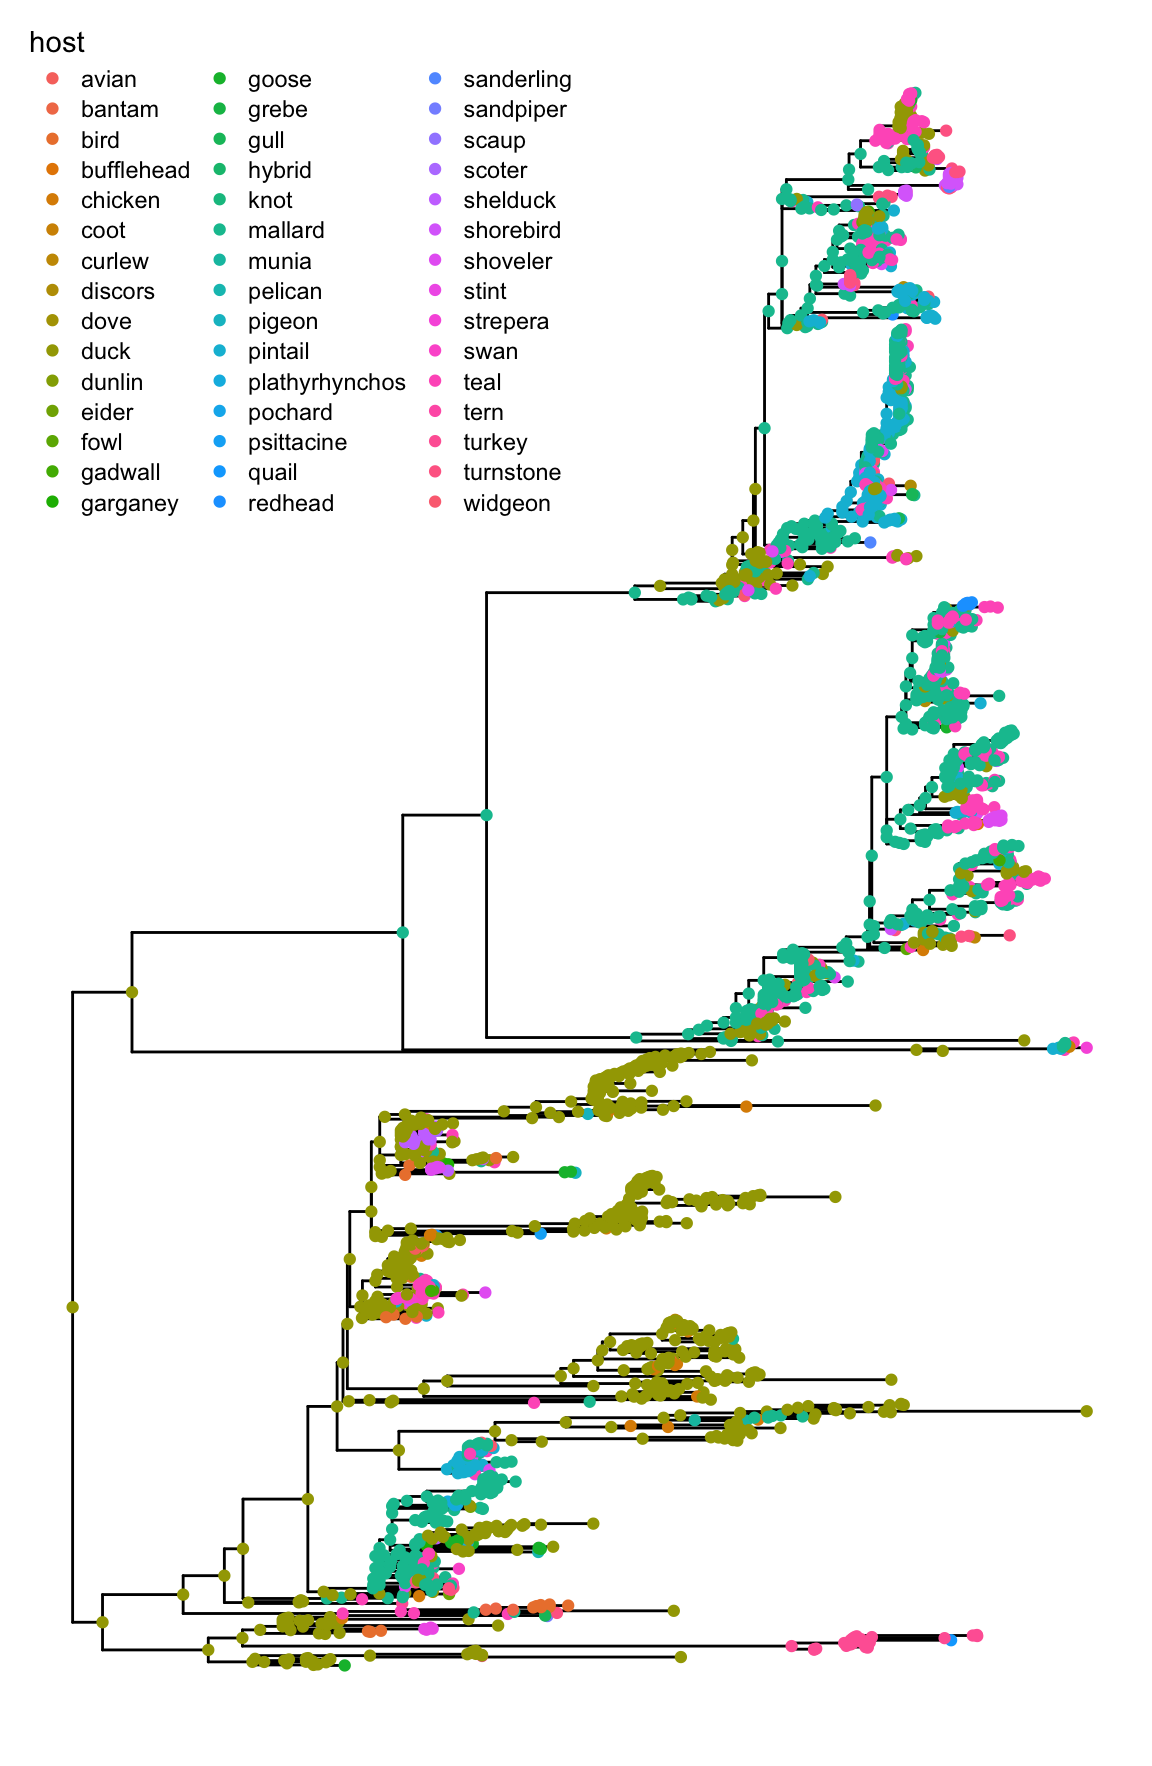 host
avian
bantam
bird
bufflehead
chicken
coot
curlew
discors
dove
duck
dunlin
eider
fowl
gadwall
garganey
goose
grebe
gull
hybrid
knot
mallard
munia
pelican
pigeon
pintail
plathyrhynchos
pochard
psittacine
quail
redhead
sanderling
sandpiper
scaup
scoter
shelduck
shorebird
shoveler
stint
strepera
swan
teal
tern
turkey
turnstone
widgeon